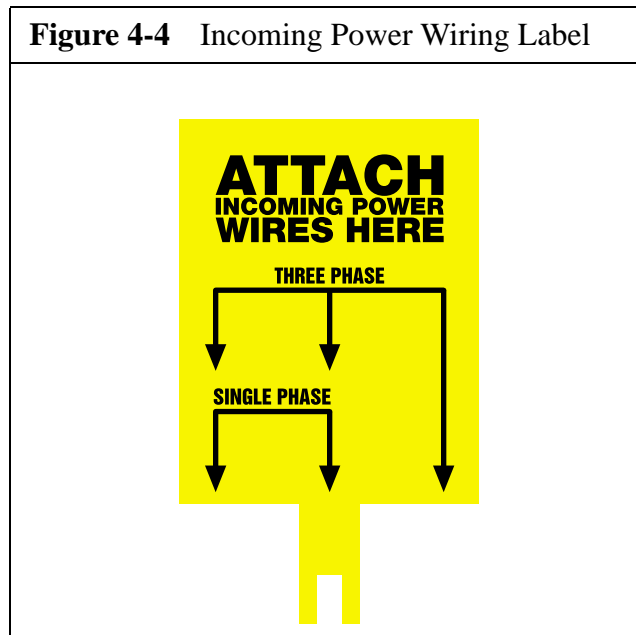 Figure 4-4 Incoming Power Wiring Label
ATTACH
INCOMING POWER
WIRES HERE
THREE PHASE
SINGLE PHASE